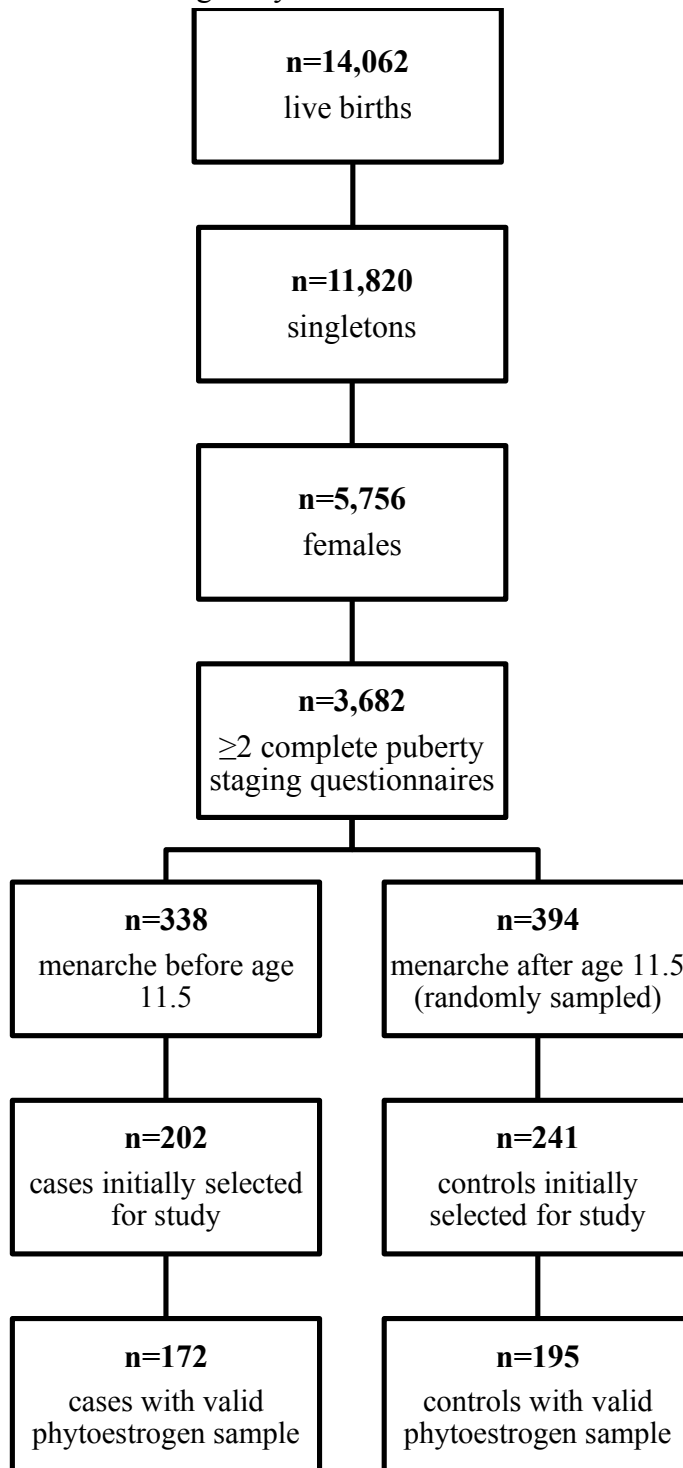 n=14,062
live births
n=11,820
singletons
n=5,756
females
n=3,682
≥2 complete puberty
staging questionnaires
n=338
menarche before age
11.5
n=394
menarche after age 11.5
(randomly sampled)
n=202
cases initially selected
for study
n=241
controls initially
selected for study
n=172
cases with valid
phytoestrogen sample
n=195
controls with valid
phytoestrogen sample